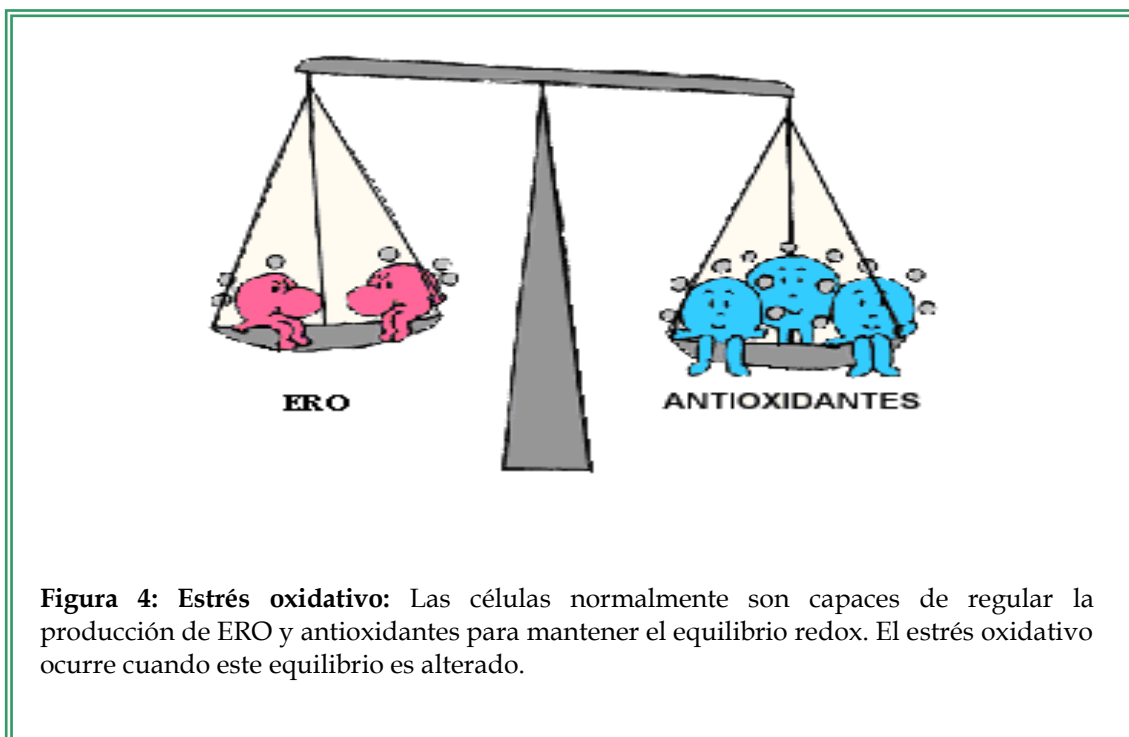 ERO
ANTIOXIDANTES
Figura 4: Estrés oxidativo: Las células normalmente son capaces de regular la
producción de ERO y antioxidantes para mantener el equilibrio redox. El estrés oxidativo
ocurre cuando este equilibrio es alterado.